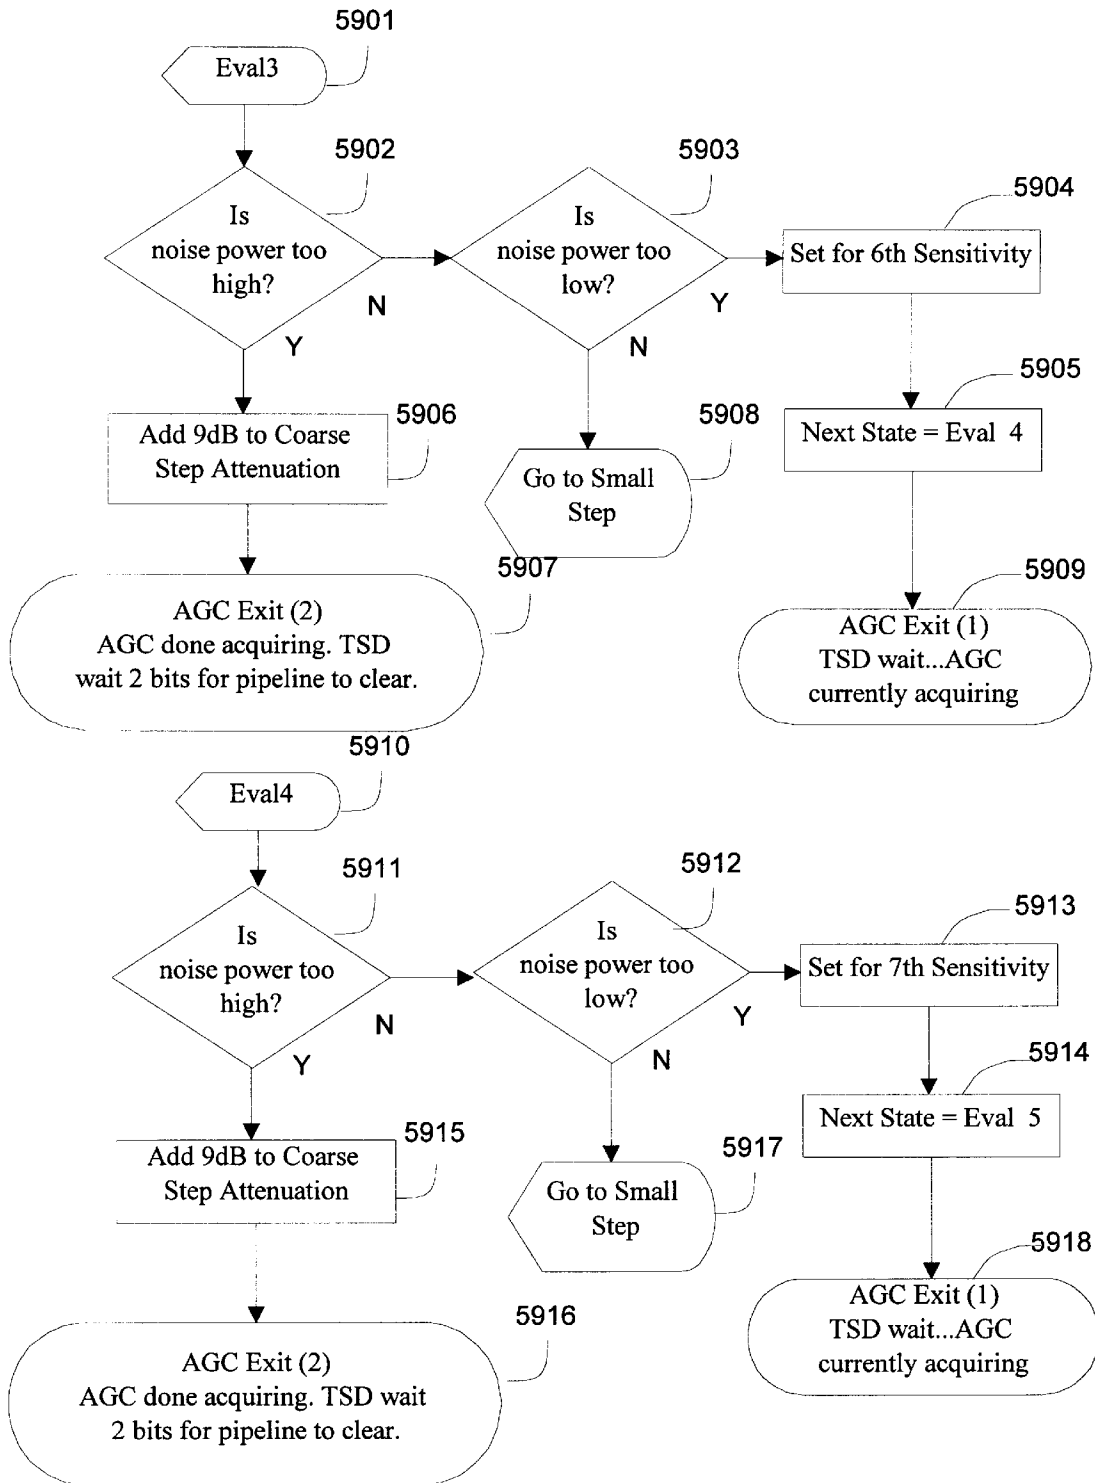 5901
Eval3
5902
5903
5904
Is
noise power too
high?
Is
noise power too
low?
Set for 6th Sensitivity
N
Y
Y
N
5905
5906
5908
Add 9dB to Coarse
Step Attenuation
Next State = Eval 4
Go to Small
Step
5907
5909
AGC Exit (2)
AGC done acquiring. TSD
wait 2 bits for pipeline to clear.
AGC Exit (1)
TSD wait...AGC
currently acquiring
5910
Eval4
5911
5912
5913
Is
noise power too
high?
Is
noise power too
low?
Set for 7th Sensitivity
N
Y
Y
N
5914
5915
5917
Next State = Eval 5
Add 9dB to Coarse
Step Attenuation
Go to Small
Step
5918
5916
AGC Exit (1)
TSD wait...AGC
currently acquiring
AGC Exit (2)
AGC done acquiring. TSD wait
2 bits for pipeline to clear.